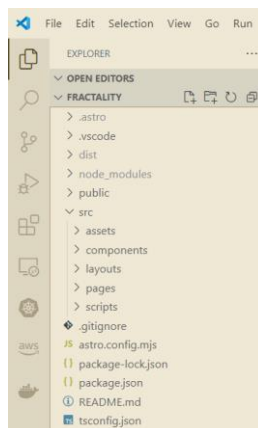 File Edit Selection View Go Run
EXPLORER ...
OPEN EDITORS
FRACTALITY
.astro
.vscode
dist
node_modules
public
src
assets
components
layouts
pages
scripts
.gitignore
JS astro.config.mjs
{} package-lock.json
{} package.json
README.md
TS tsconfig.json
aws